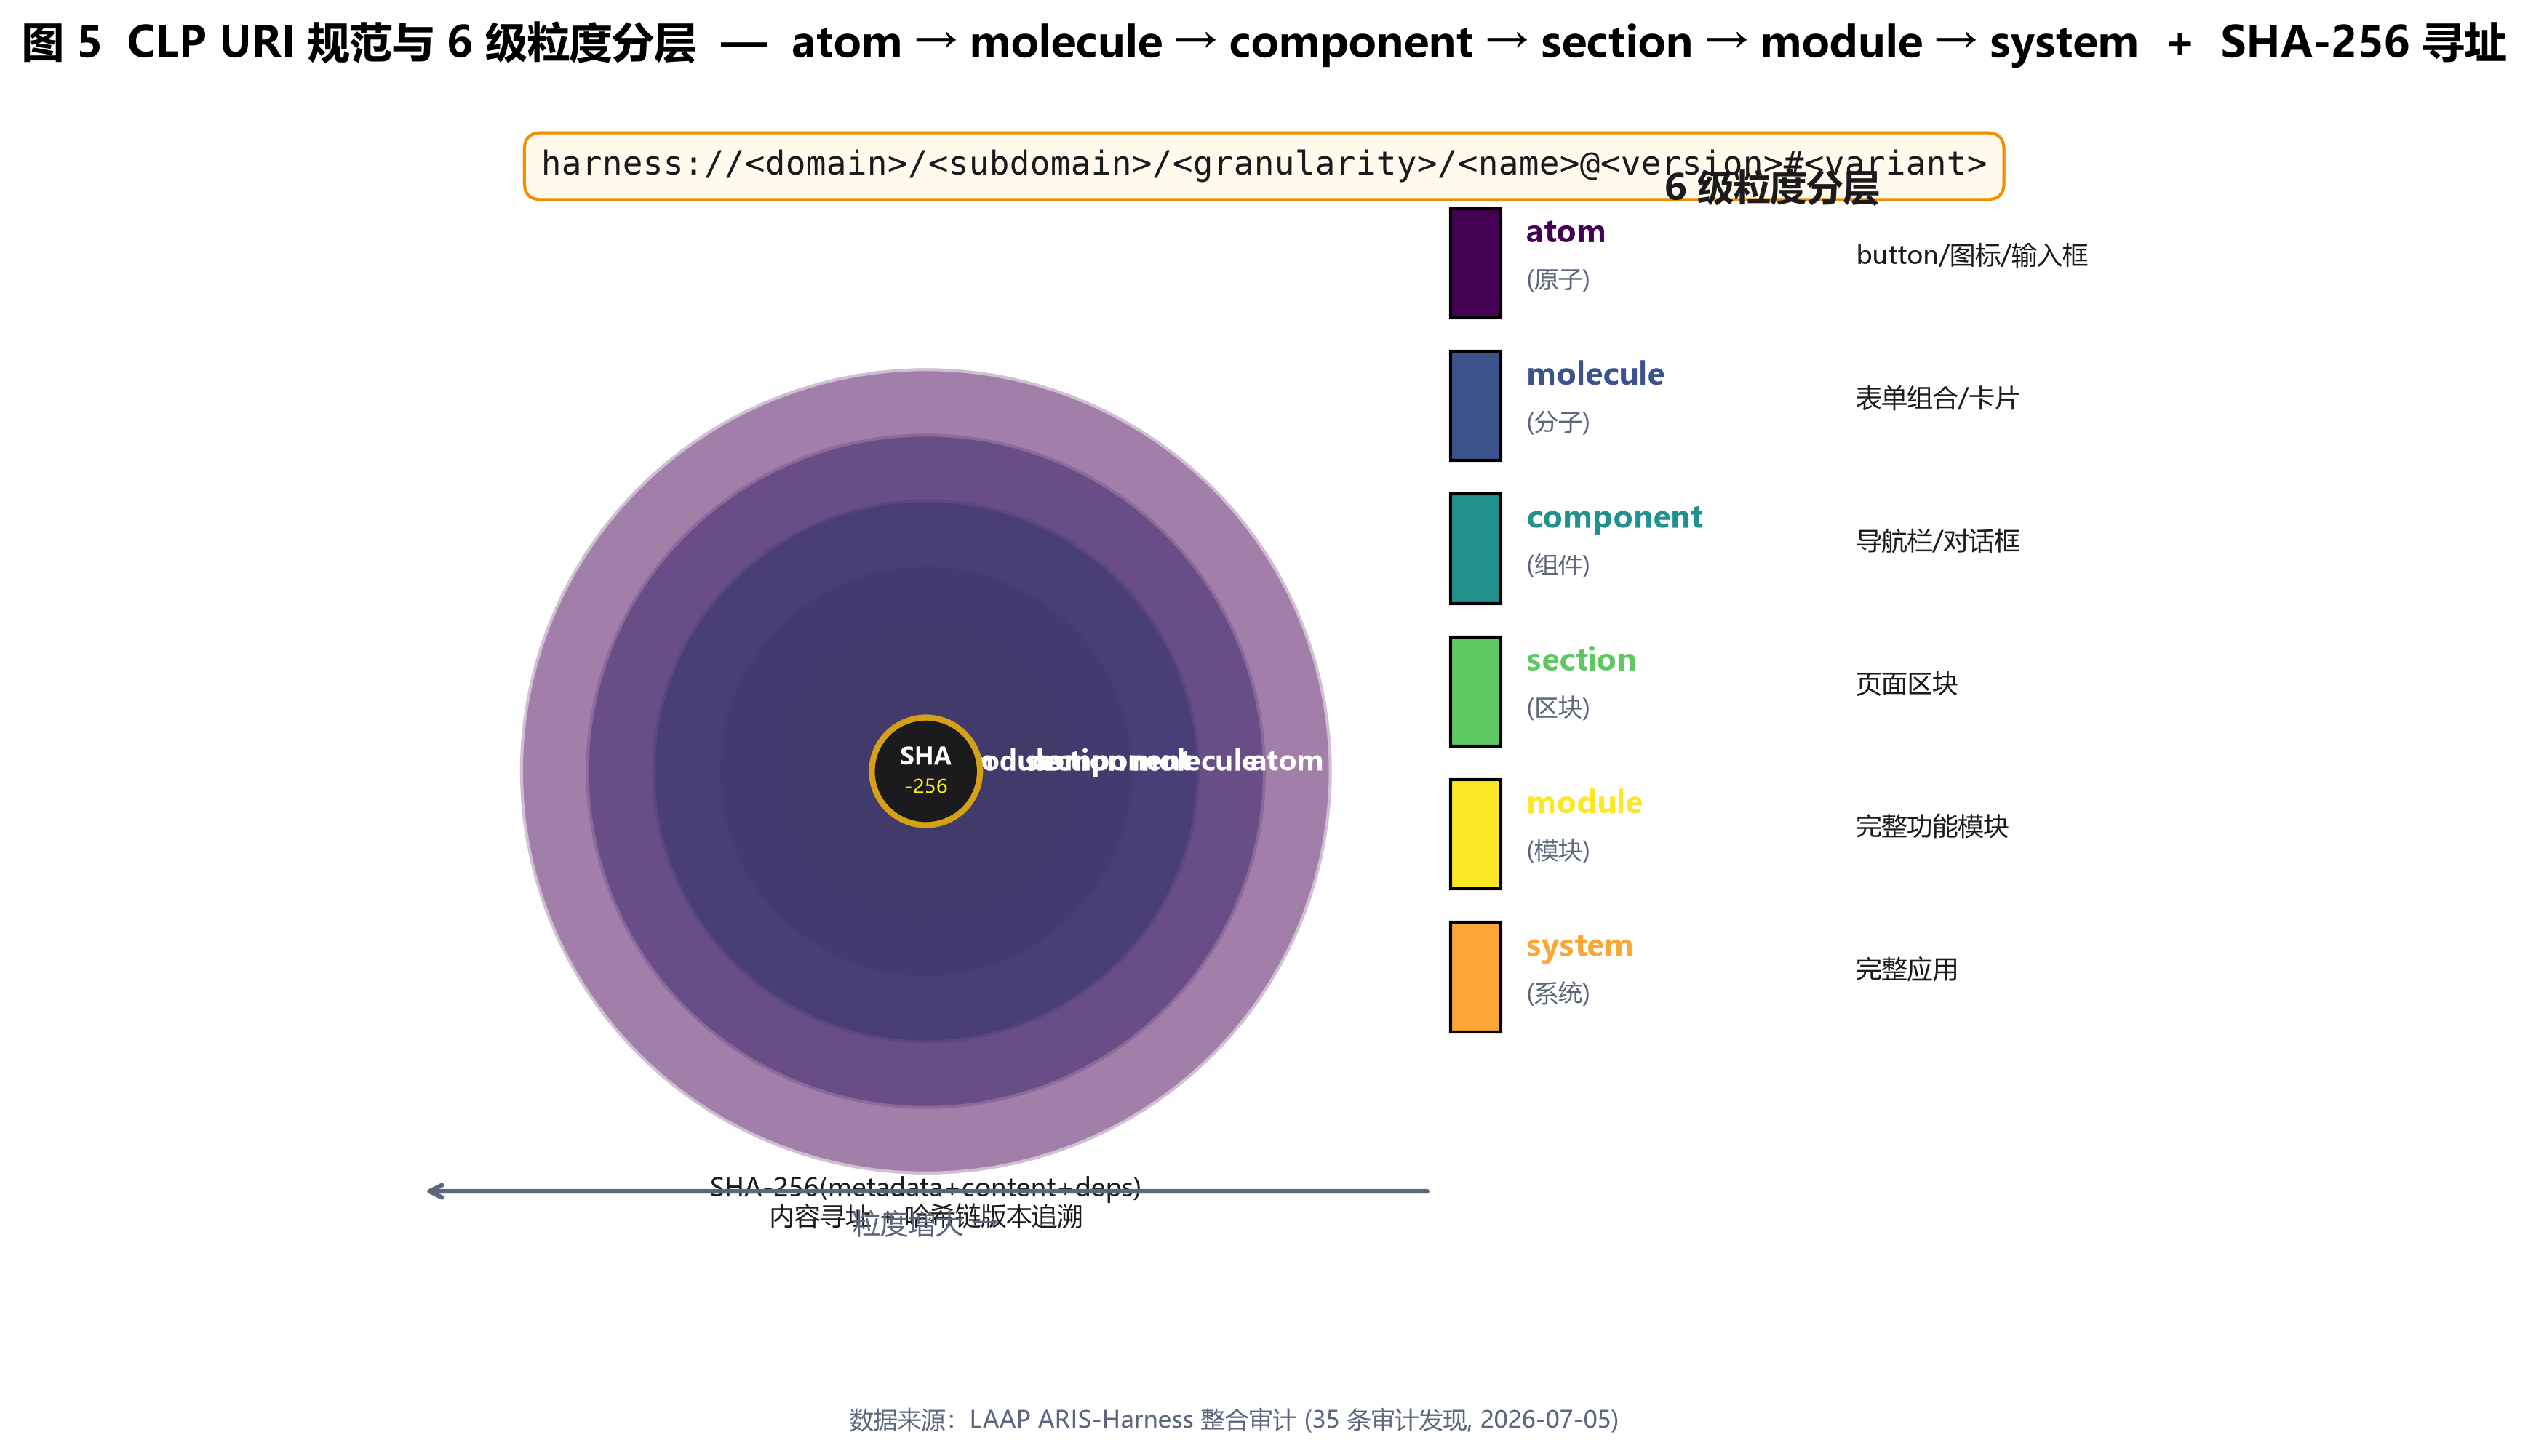 图 5 CLP URI 规范与 6 级粒度分层 — atom → molecule → component → section → module → system + SHA-256 寻址
harness://<domain>/<subdomain>/<granularity>/<name>@<version>#<variant>
6 级粒度分层
atom
(原子)
button/图标/输入框
molecule
(分子)
表单组合/卡片
component
(组件)
导航栏/对话框
section
(区块)
页面区块
module
(模块)
完整功能模块
system
(系统)
完整应用
SHA
-256
atom
SHA-256(metadata+content+deps)
内容寻址 + 哈希链版本追溯
粒度增大
数据来源：LAAP ARIS-Harness 整合审计 (35 条审计发现, 2026-07-05)